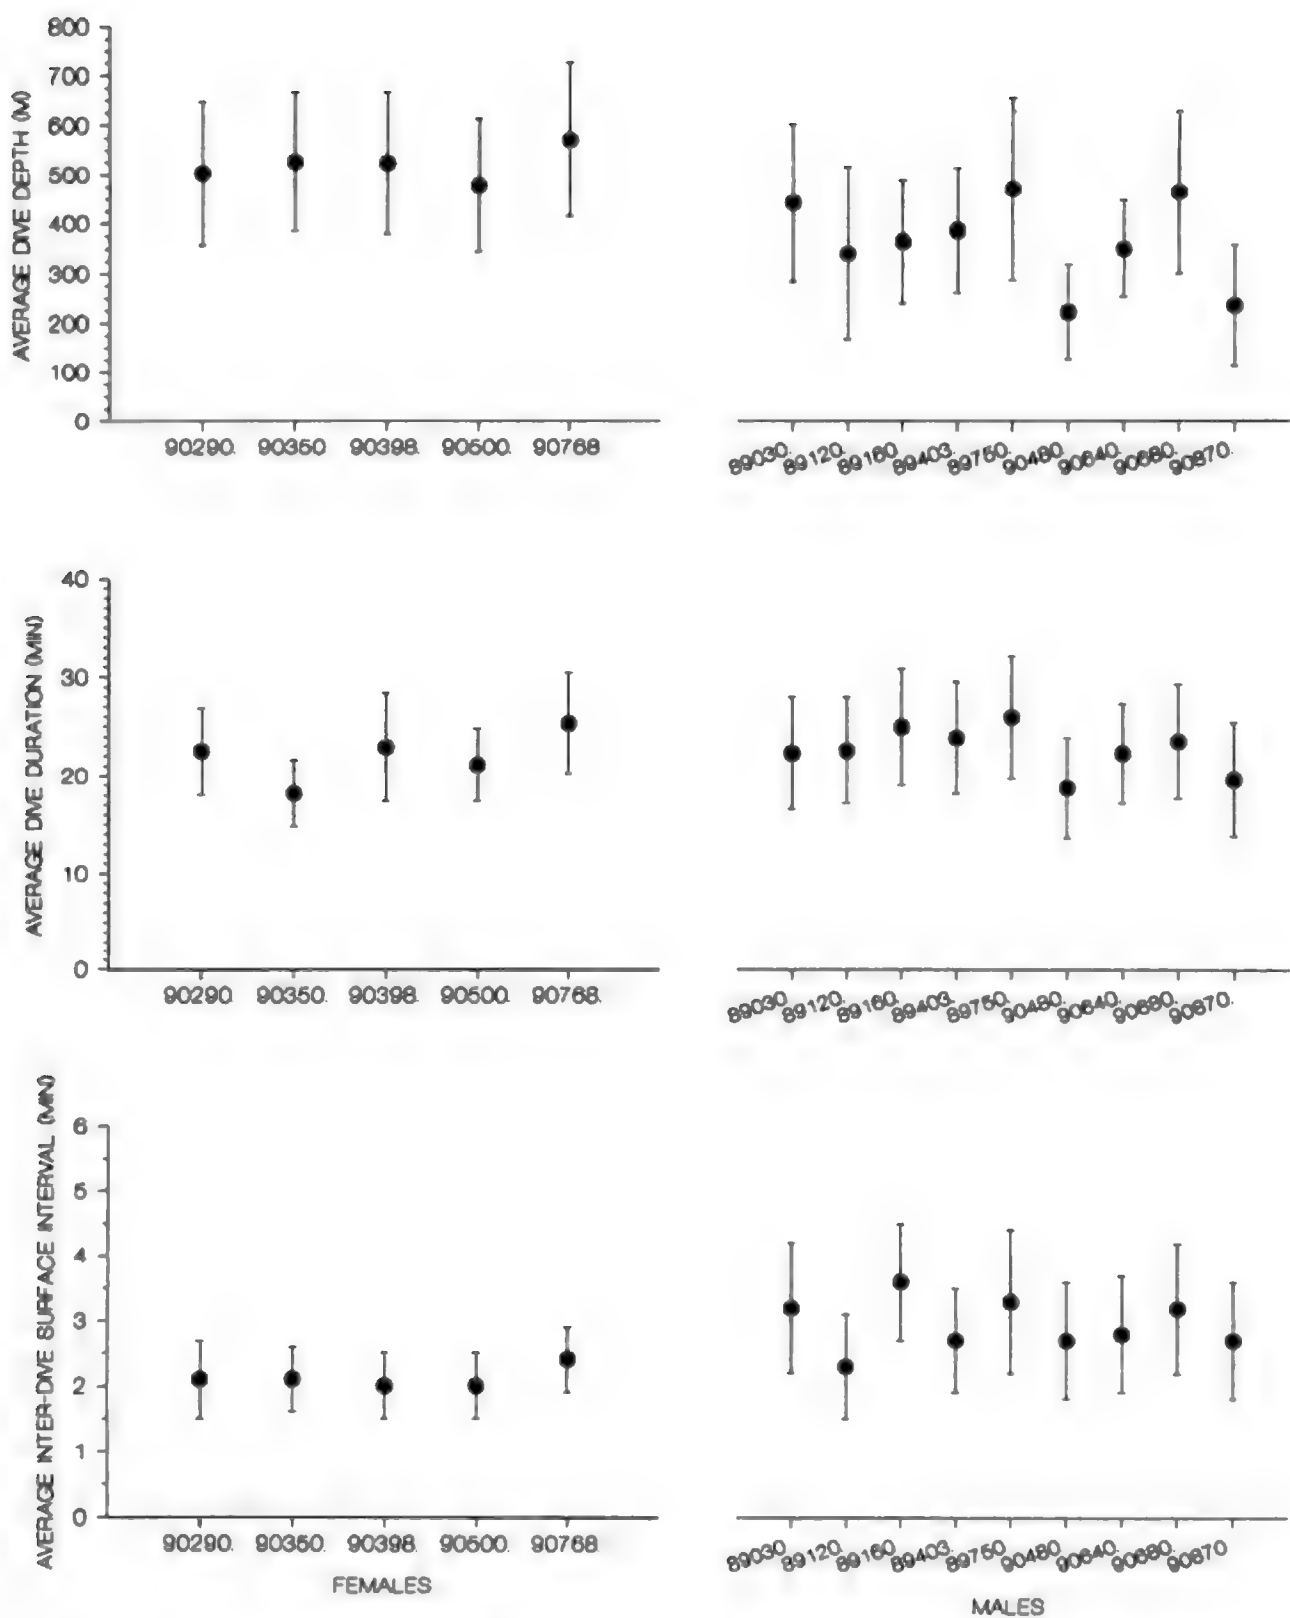 AVERAGE DIVE DEPTH (M)
800
700
600
500
400
300
200
100
0
90290. 90350. 90398. 90500. 90768.
89030. 89120. 89160. 89403. 89750. 90480. 90640. 90680. 90870.
AVERAGE DIVE DURATION (MIN)
40
30
20
10
0
90290. 90350. 90398. 90500. 90768.
89030. 89120. 89160. 89403. 89750. 90480. 90640. 90680. 90870.
AVERAGE INTER-DIVE SURFACE INTERVAL (MIN)
6
5
4
3
2
1
0
90290. 90350. 90398. 90500. 90768.
89030. 89120. 89160. 89403. 89750. 90480. 90640. 90680. 90870
FEMALES
MALES